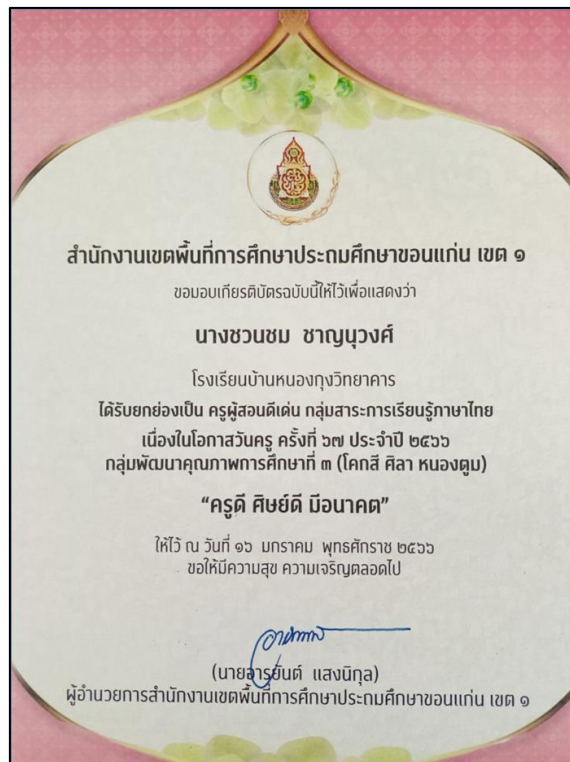 สำนักงานเขตพื้นที่การศึกษาประถมศึกษาขอนแก่น เขต ๑
ขอมอบเกียรติบัตรฉบับนี้ให้ไว้เพื่อแสดงว่า
นางชวนชม ชาญนุวงศ์
โรงเรียนบ้านหนองกุงวิทยาคาร
ได้รับยกย่องเป็น ครูผู้สอนดีเด่น กลุ่มสาระการเรียนรู้ภาษาไทย
เนื่องในโอกาสวันครู ครั้งที่ ๖๗ ประจำปี ๒๕๖๖
กลุ่มพัฒนาคุณภาพการศึกษาที่ ๓ (โคกสี ศิลา หนองตูม)
“ครูดี ศิษย์ดี มีอนาคต”
ให้ไว้ ณ วันที่ ๑๖ มกราคม พุทธศักราช ๒๕๖๖
ขอให้มีความสุข ความเจริญตลอดไป
(นายอารยันต์ แสงนิกุล)
ผู้อำนวยการสำนักงานเขตพื้นที่การศึกษาประถมศึกษาขอนแก่น เขต ๑